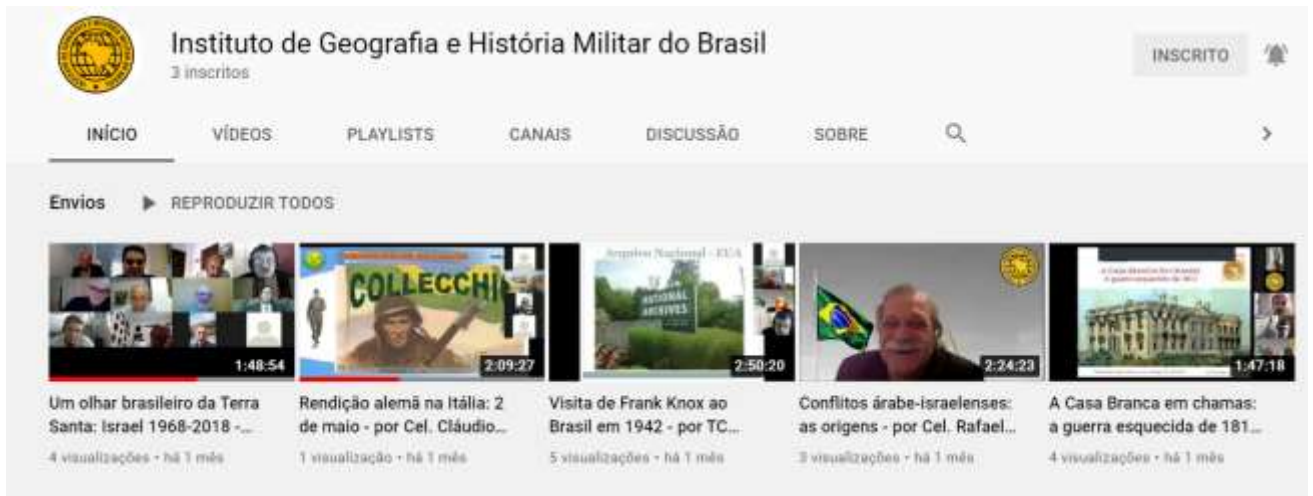 Instituto de Geografia e História Militar do Brasil
3 inscritos
INSCRITO
INÍCIO VÍDEOS PLAYLISTS CANAIS DISCUSSÃO SOBRE
Envios REPRODUZIR TODOS
COLLECCHI
Arquivo Nacional - EUA
NATIONAL
ARCHIVES
A Casa Branca em chamas
1:48:54 2:09:27 2:50:20 2:24:23 1:47:18
Um olhar brasileiro da Terra
Santa: Israel 1968-2018 -...
4 visualizações • há 1 mês
Rendição alemã na Itália: 2
de maio - por Cel. Cláudio...
1 visualização • há 1 mês
Visita de Frank Knox ao
Brasil em 1942 - por TC...
5 visualizações • há 1 mês
Conflitos árabe-israelenses:
as origens - por Cel. Rafael...
3 visualizações • há 1 mês
A Casa Branca em chamas:
a guerra esquecida de 181...
4 visualizações • há 1 mês